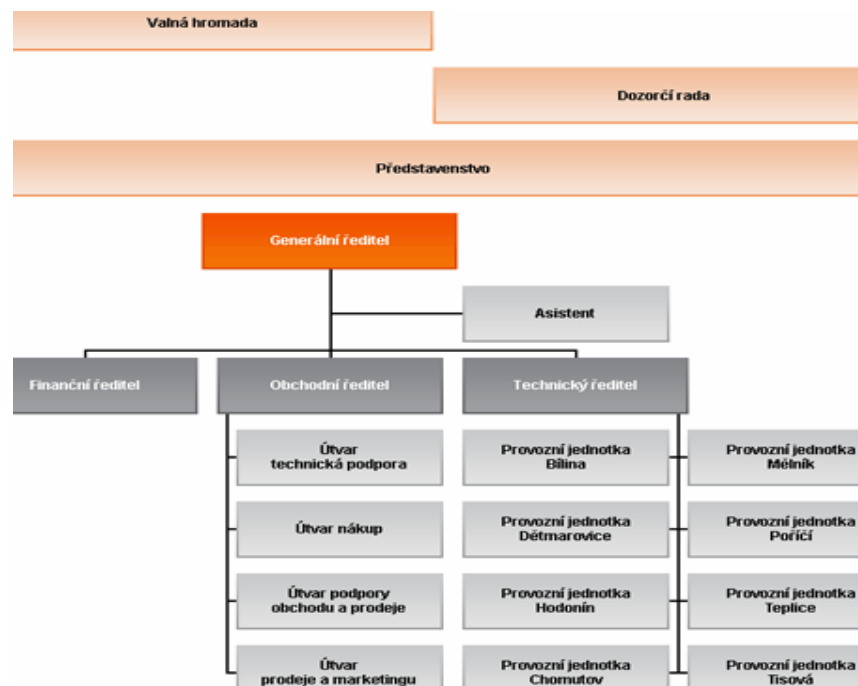 Valná hromada
Dozorčí rada
Představenstvo
Generální ředitel
Asistent
Finanční ředitel
Obchodní ředitel
Technický ředitel
Útvar
technická podpora
Provozní jednotka
Bílina
Provozní jednotka
Mělník
Útvar nákup
Provozní jednotka
Dětmarovice
Provozní jednotka
Poříčí
Útvar podpory
obchodu a prodeje
Provozní jednotka
Hodonín
Provozní jednotka
Teplice
Útvar
prodeje a marketingu
Provozní jednotka
Chomutov
Provozní jednotka
Tisová